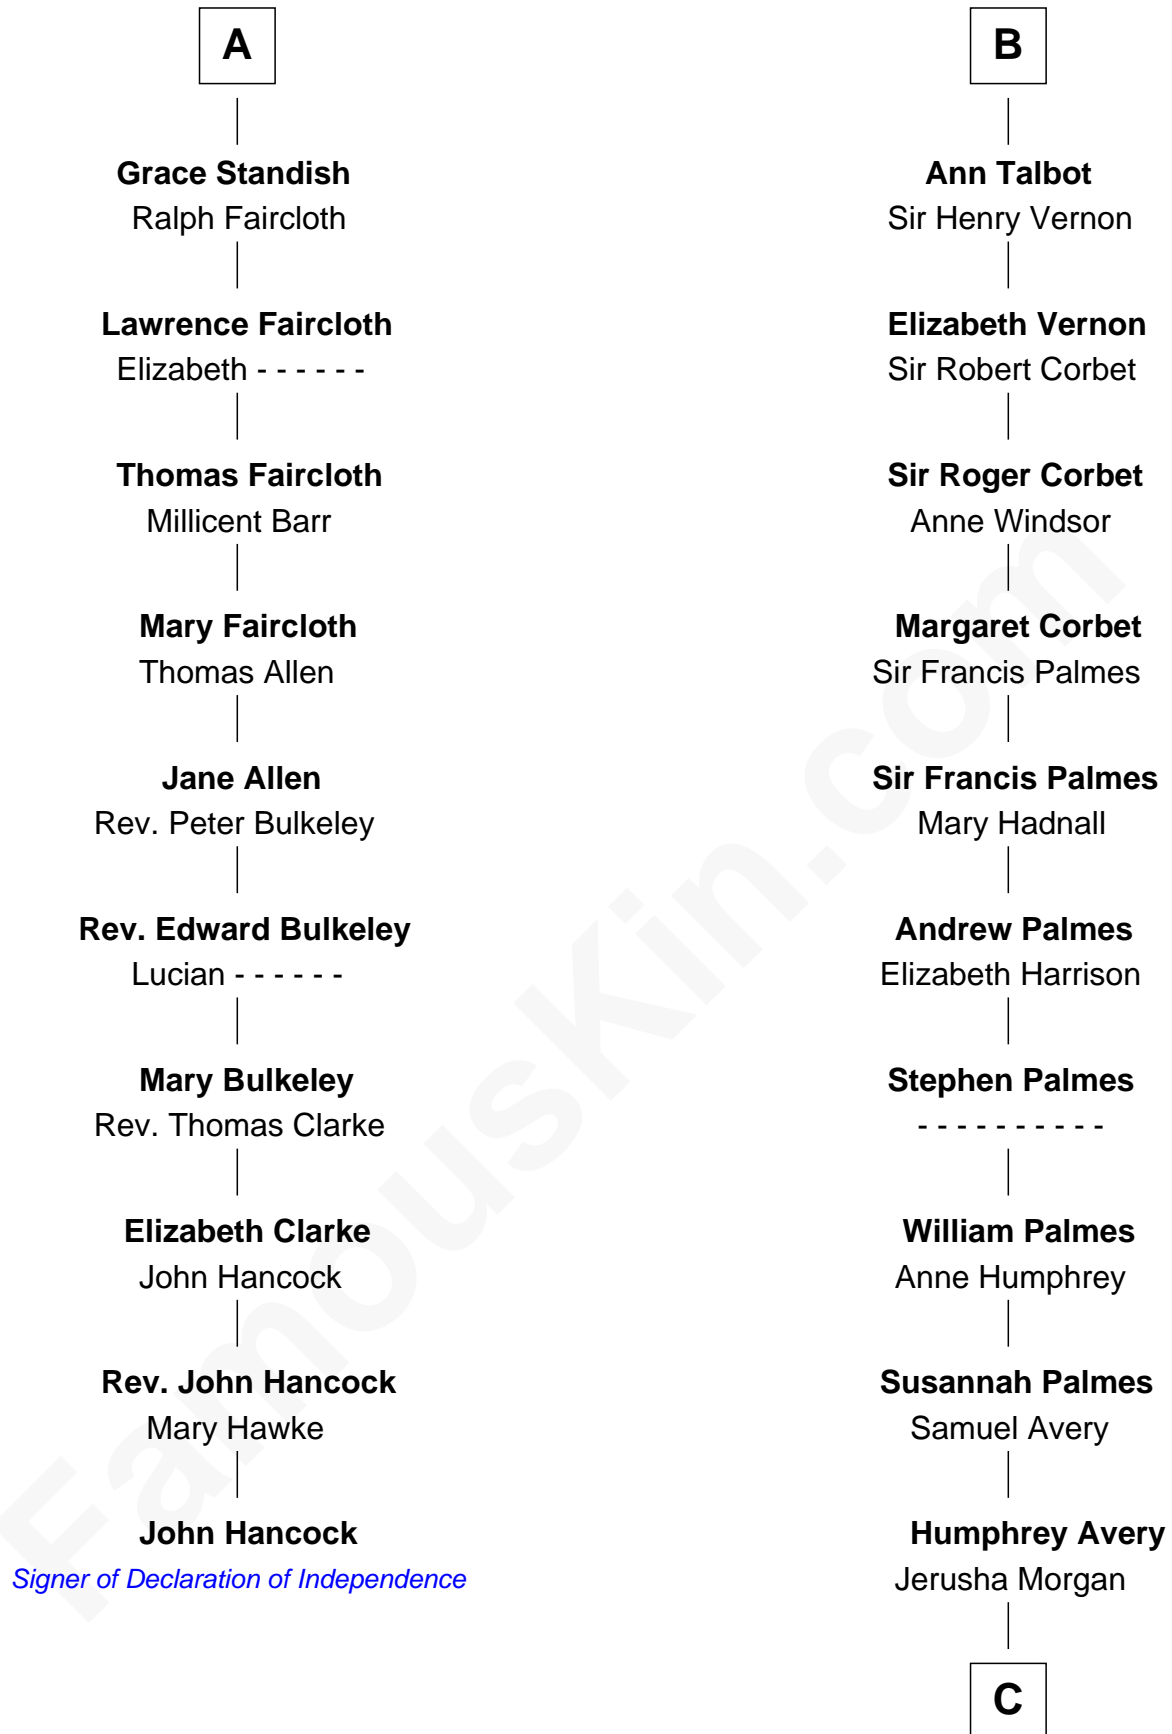 A
Grace Standish
Ralph Faircloth
Lawrence Faircloth
Elizabeth - - - - - -
Thomas Faircloth
Millicent Barr
Mary Faircloth
Thomas Allen
Jane Allen
Rev. Peter Bulkeley
Rev. Edward Bulkeley
Lucian - - - - - -
Mary Bulkeley
Rev. Thomas Clarke
Elizabeth Clarke
John Hancock
Rev. John Hancock
Mary Hawke
John Hancock
Signer of Declaration of Independence
B
Ann Talbot
Sir Henry Vernon
Elizabeth Vernon
Sir Robert Corbet
Sir Roger Corbet
Anne Windsor
Margaret Corbet
Sir Francis Palmes
Sir Francis Palmes
Mary Hadnall
Andrew Palmes
Elizabeth Harrison
Stephen Palmes
- - - - - - - - - -
William Palmes
Anne Humphrey
Susannah Palmes
Samuel Avery
Humphrey Avery
Jerusha Morgan
C
FamousKin.com